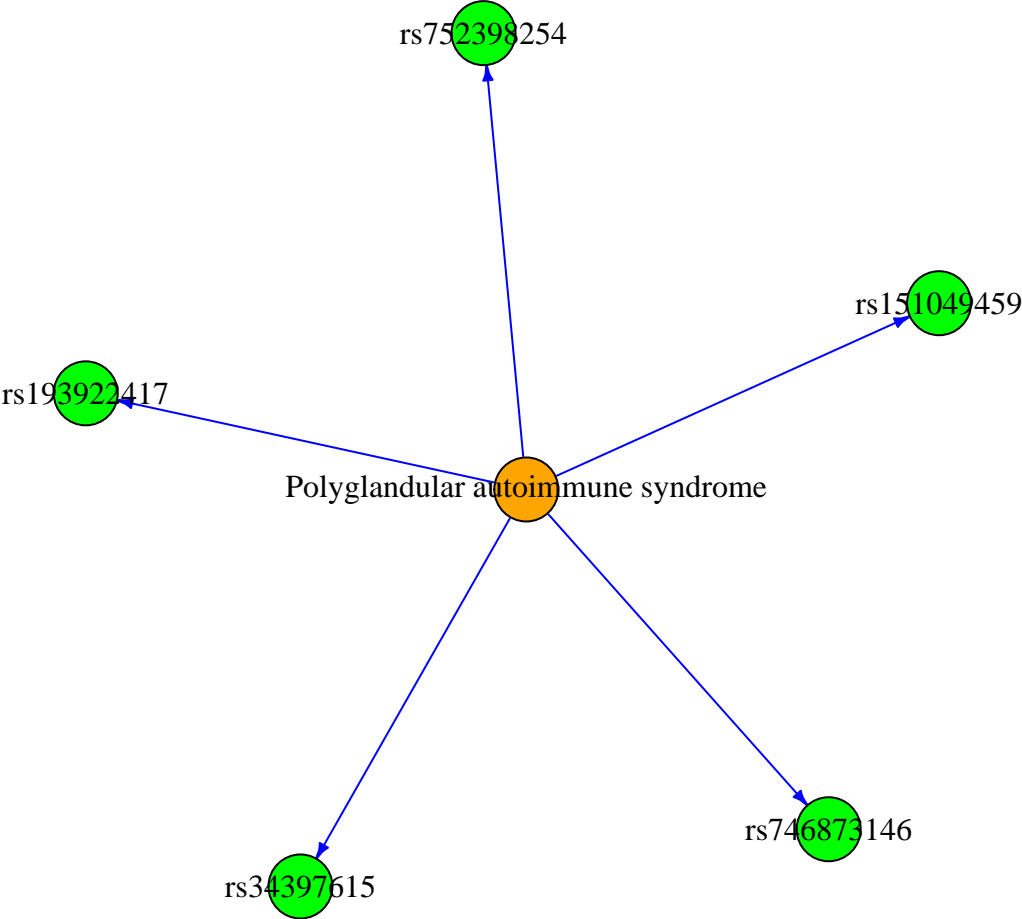 rs752398254
rs151049459
rs193922417
Polyglandular autoimmune syndrome
rs746873146
rs34397615